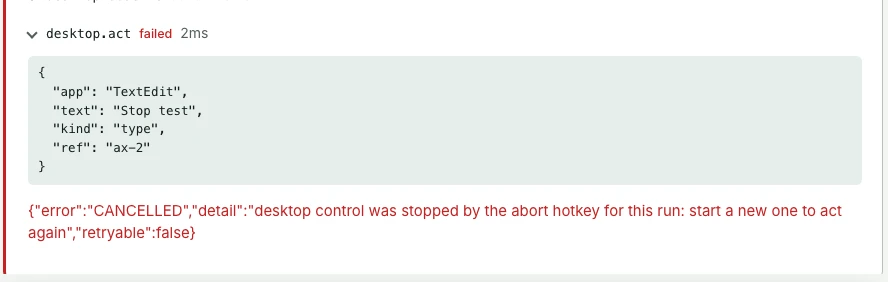 desktop.act failed 2ms
{
  "app": "TextEdit",
  "text": "Stop test",
  "kind": "type",
  "ref": "ax-2"
}
{"error":"CANCELLED","detail":"desktop control was stopped by the abort hotkey for this run: start a new one to act
again","retryable":false}